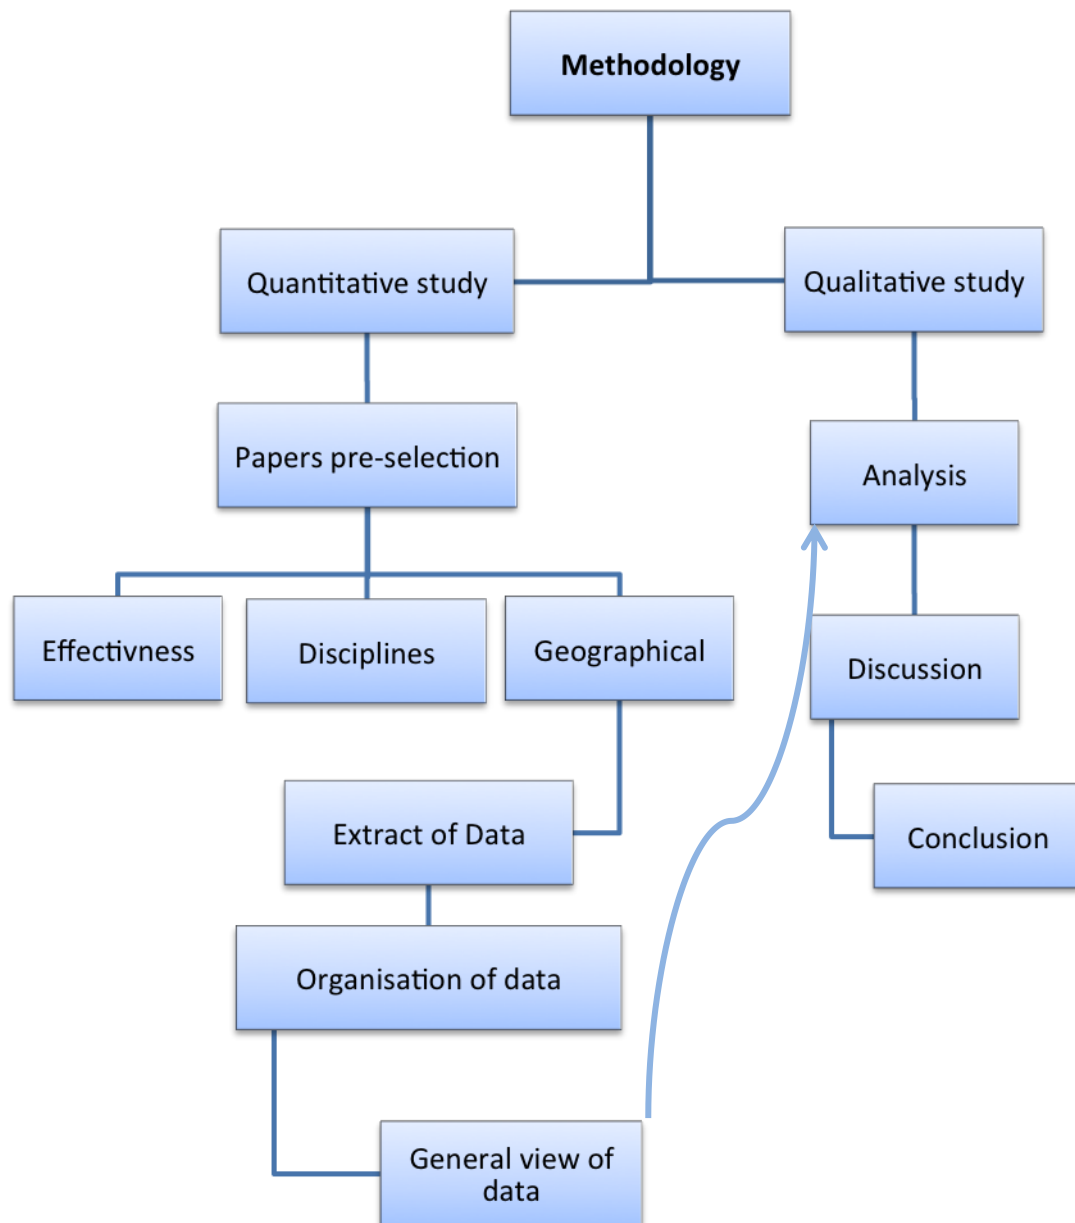 Methodology
Quantitative study
Qualitative study
Papers pre-selection
Analysis
Effectivness
Disciplines
Geographical
Discussion
Extract of Data
Conclusion
Organisation of data
General view of
data